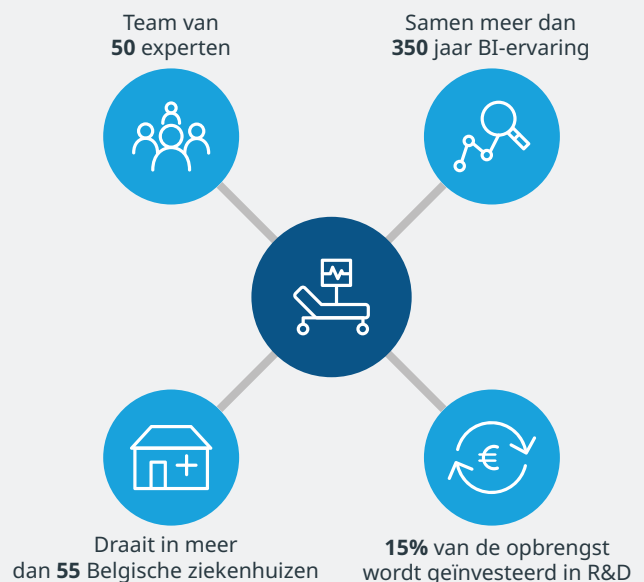 Team van
50 experten
Samen meer dan
350 jaar BI-ervaring
€
Draait in meer
dan 55 Belgische ziekenhuizen
15% van de opbrengst
wordt geïnvesteerd in R&D